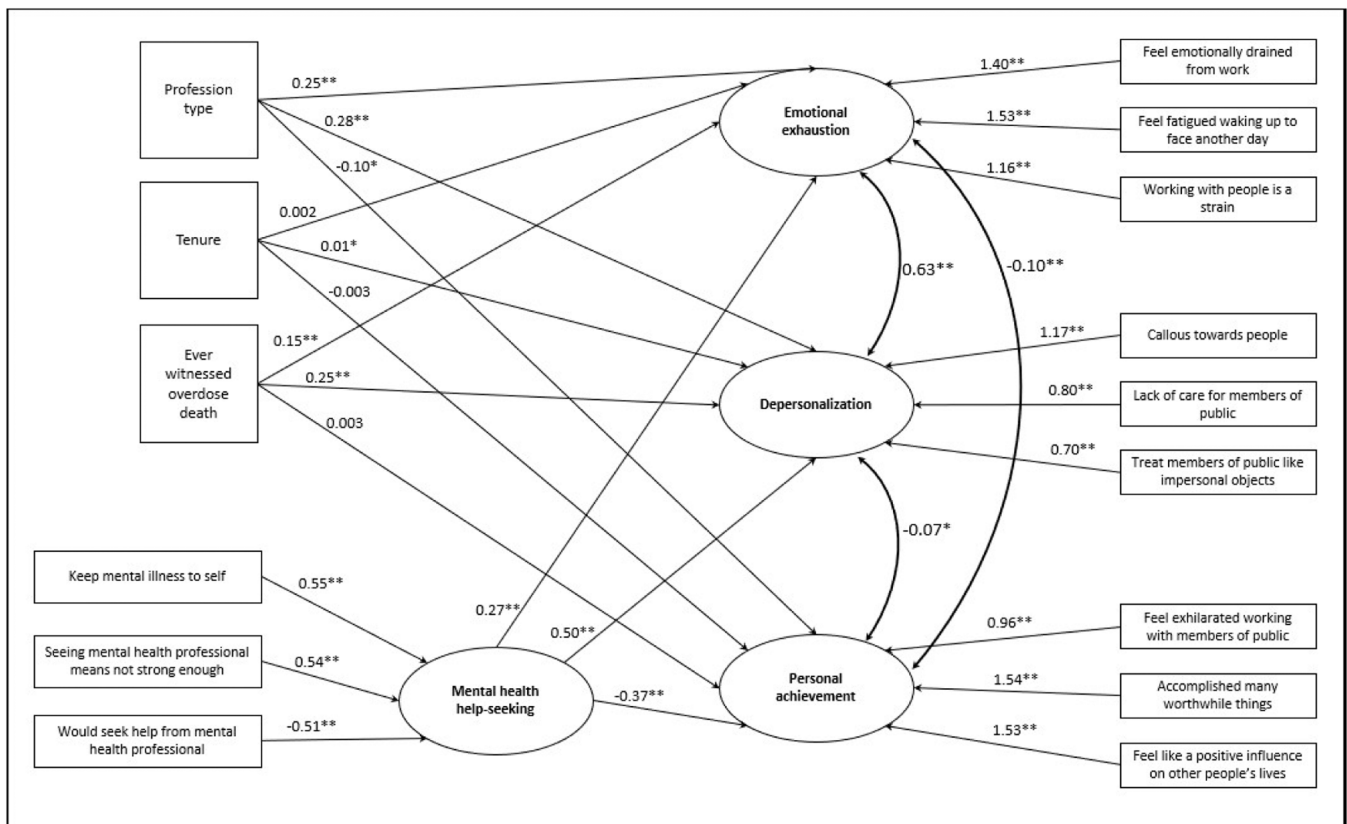 Profession
type
Tenure
Ever
witnessed
overdose
death
0.25**
0.28**
-0.10*
0.002
0.01*
-0.003
0.15**
0.25**
0.003
Keep mental illness to self
Seeing mental health professional
means not strong enough
Would seek help from mental
health professional
0.55**
0.54**
-0.51**
Mental health
help-seeking
0.27**
0.50**
-0.37**
Emotional
exhaustion
Depersonalization
Personal
achievement
0.63**
-0.10**
-0.07*
1.40**
1.53**
1.16**
Feel emotionally drained
from work
Feel fatigued waking up to
face another day
Working with people is a
strain
1.17**
0.80**
0.70**
Callous towards people
Lack of care for members of
public
Treat members of public like
impersonal objects
0.96**
1.54**
1.53**
Feel exhilarated working
with members of public
Accomplished many
worthwhile things
Feel like a positive influence
on other people's lives